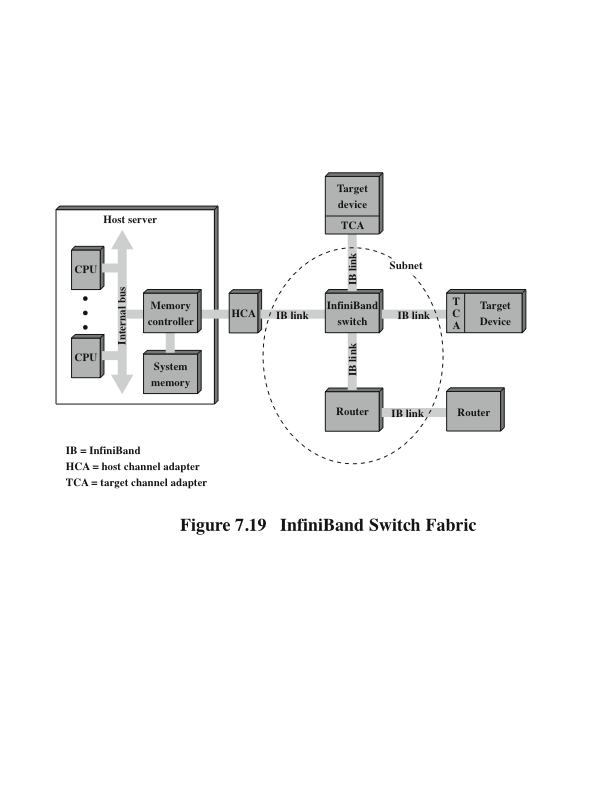 Target
device
TCA
Host server
IB link
Subnet
CPU
Internal bus
Memory
controller
HCA
IB link
InfiniBand
switch
IB link
T
C
A
Target
Device
CPU
System
memory
IB link
Router
IB link
Router
IB = InfiniBand
HCA = host channel adapter
TCA = target channel adapter
Figure 7.19 InfiniBand Switch Fabric